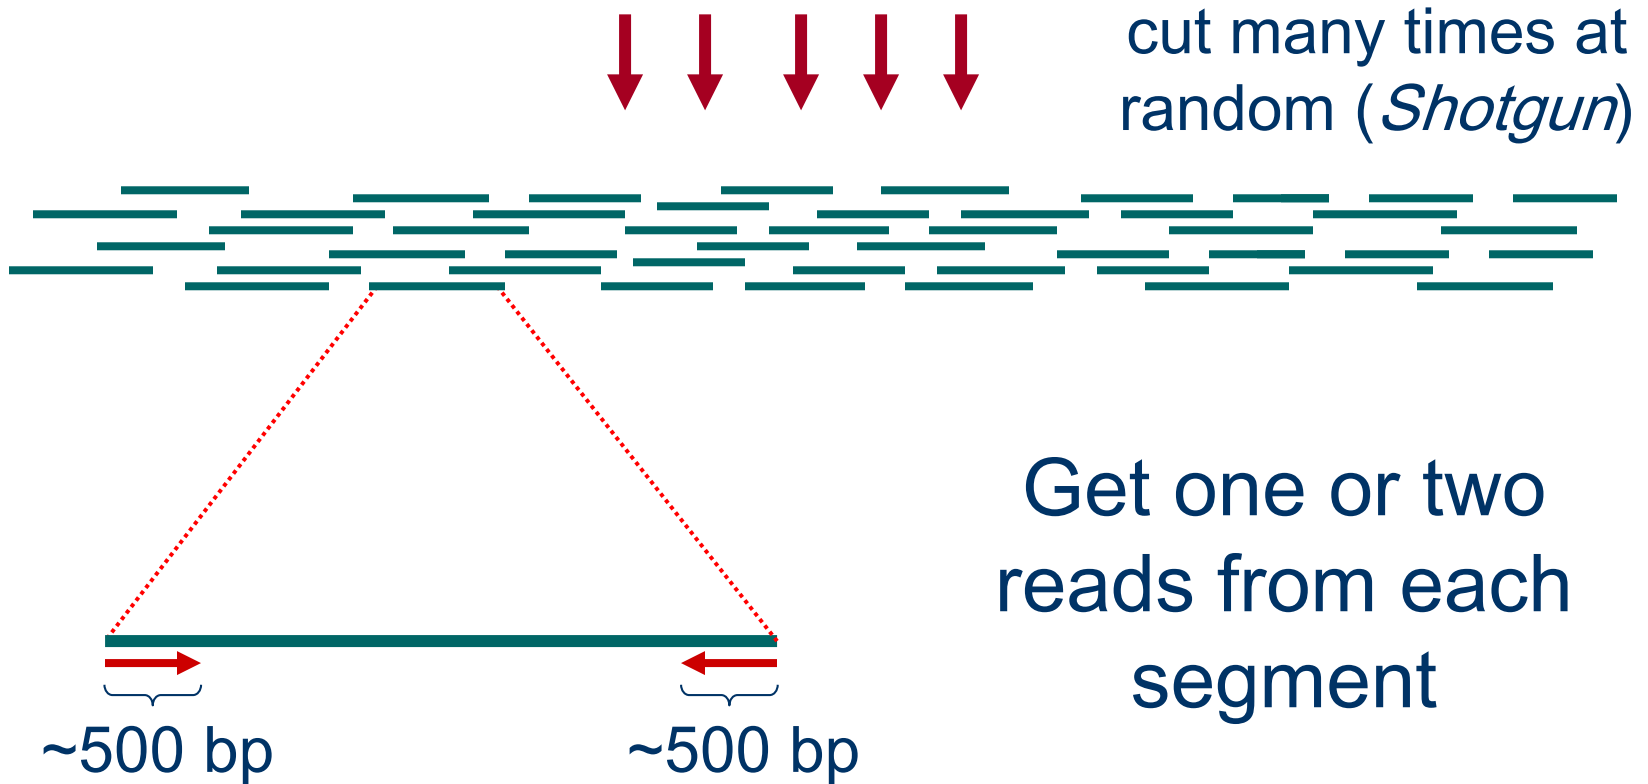 cut many times at
random (Shotgun)
Get one or two
reads from each
segment
~500 bp
~500 bp